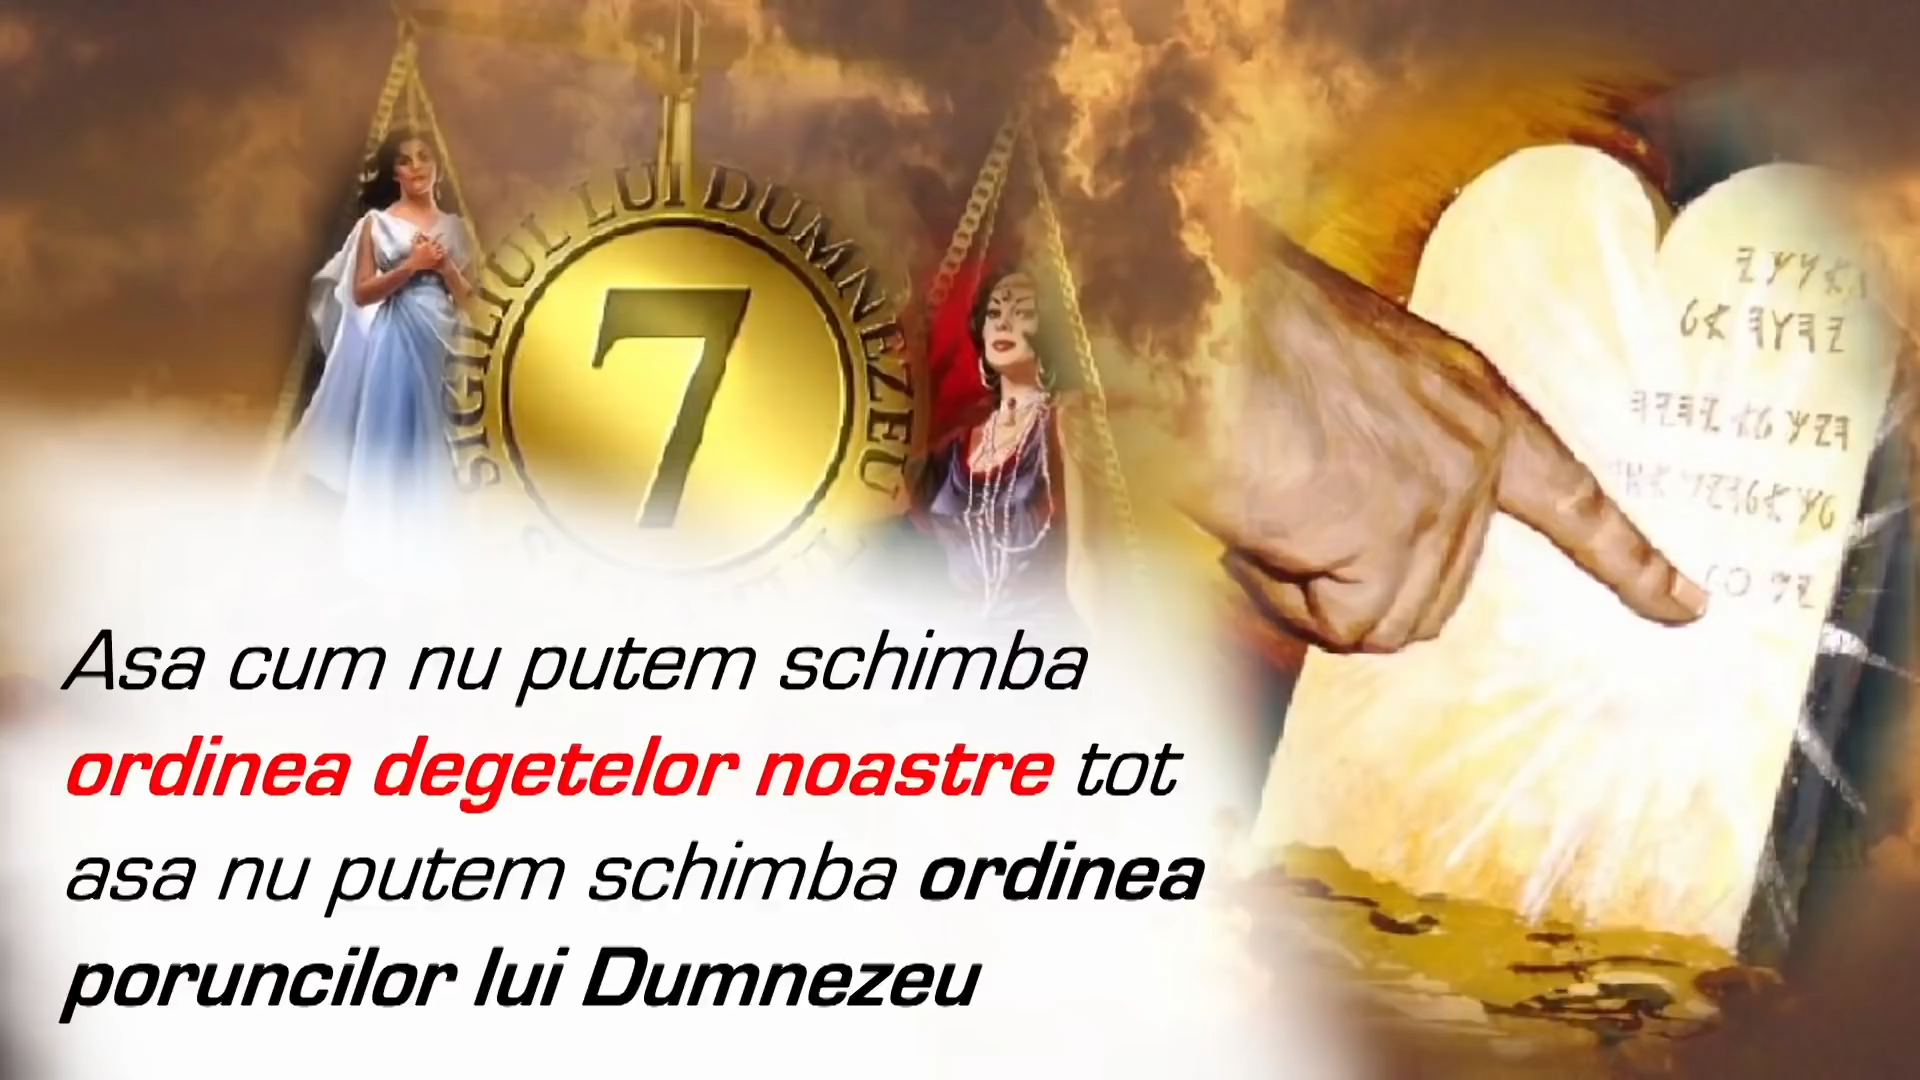 SIGILIUL LUI DUMNEZEU
7
Asa cum nu putem schimba
ordinea degetelor noastre tot
asa nu putem schimba ordinea
poruncilor lui Dumnezeu